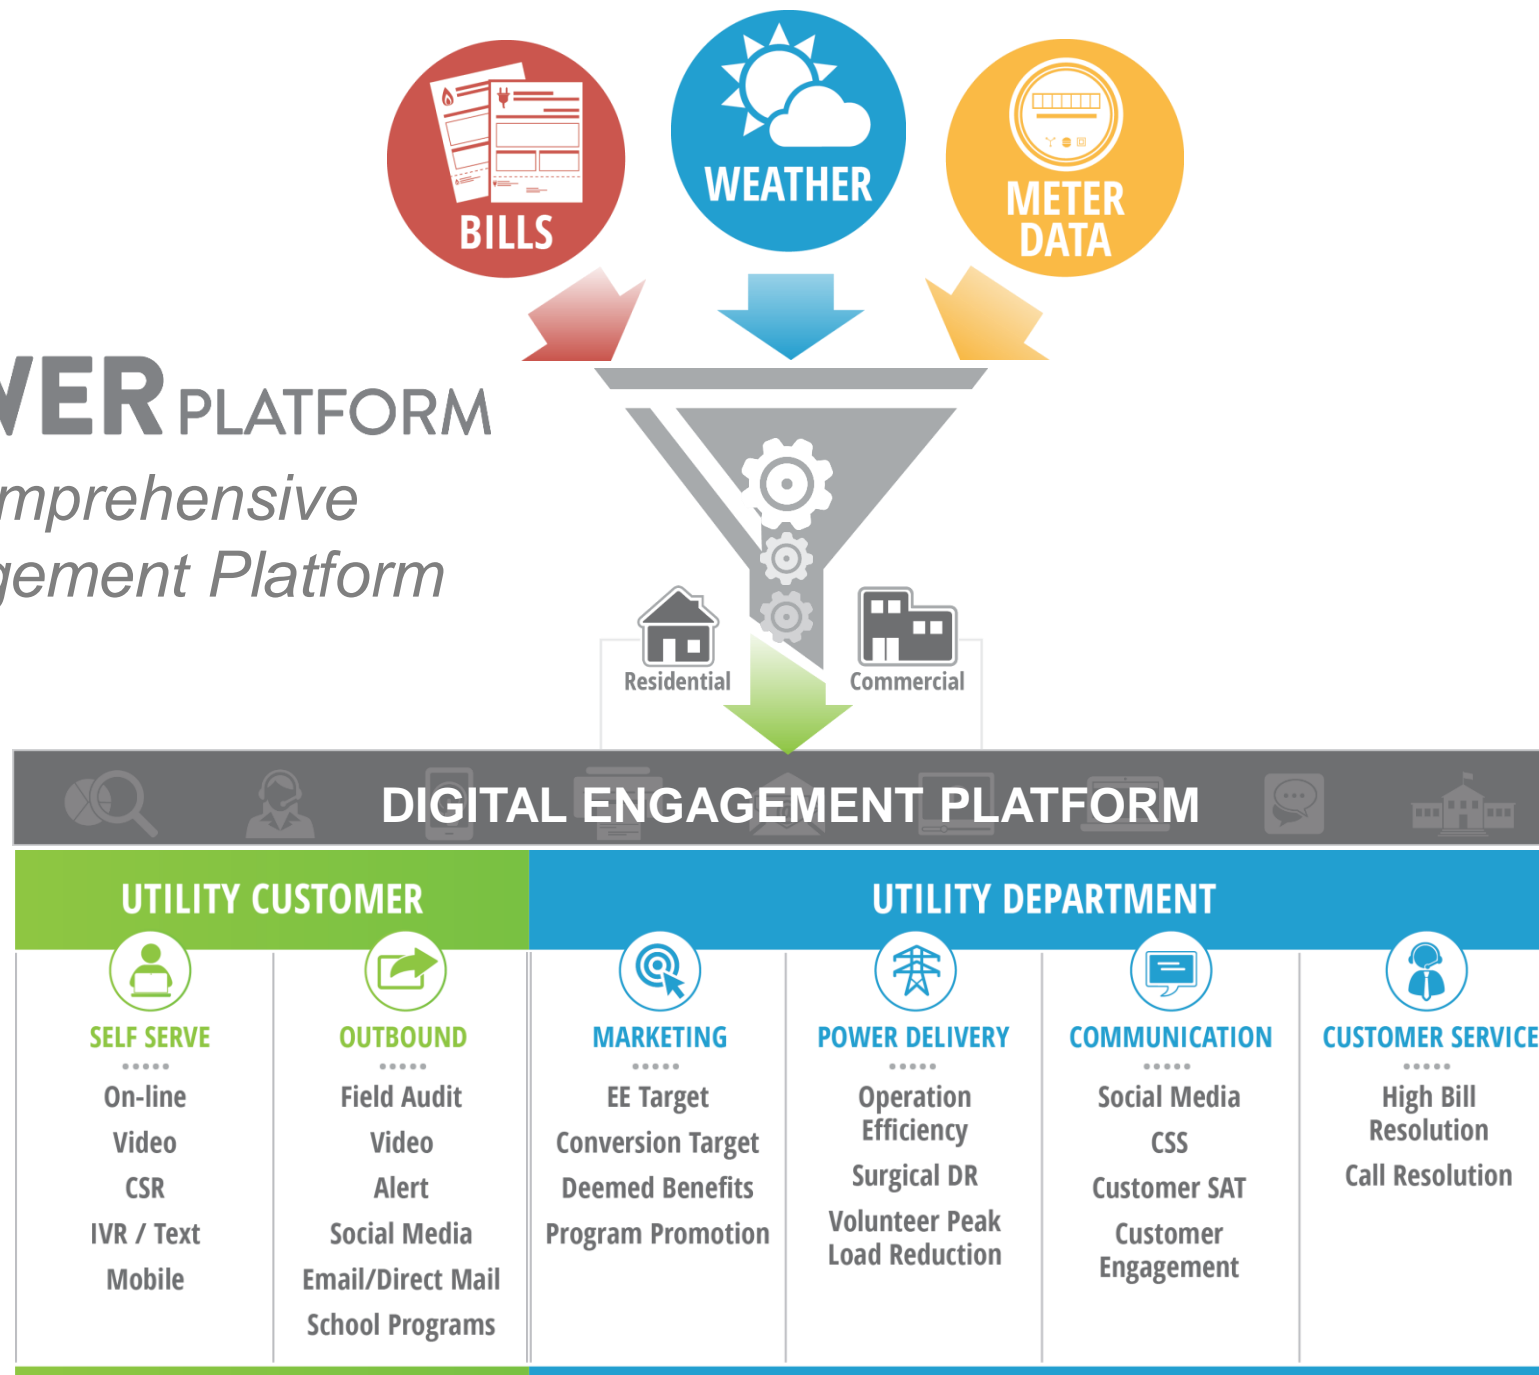 BILLS
WEATHER
METER
DATA
PLATFORM
Platform
Residential
Commercial
DIGITAL ENGAGEMENT PLATFORM
UTILITY CUSTOMER
UTILITY DEPARTMENT
SELF SERVE
On-line
Video
CSR
IVR / Text
Mobile
OUTBOUND
Field Audit
Video
Alert
Social Media
Email/Direct Mail
School Programs
MARKETING
EE Target
Conversion Target
Deemed Benefits
Program Promotion
POWER DELIVERY
Operation
Efficiency
Surgical DR
Volunteer Peak
Load Reduction
COMMUNICATION
Social Media
CSS
Customer SAT
Customer
Engagement
CUSTOMER SERVICE
High Bill
Resolution
Call Resolution